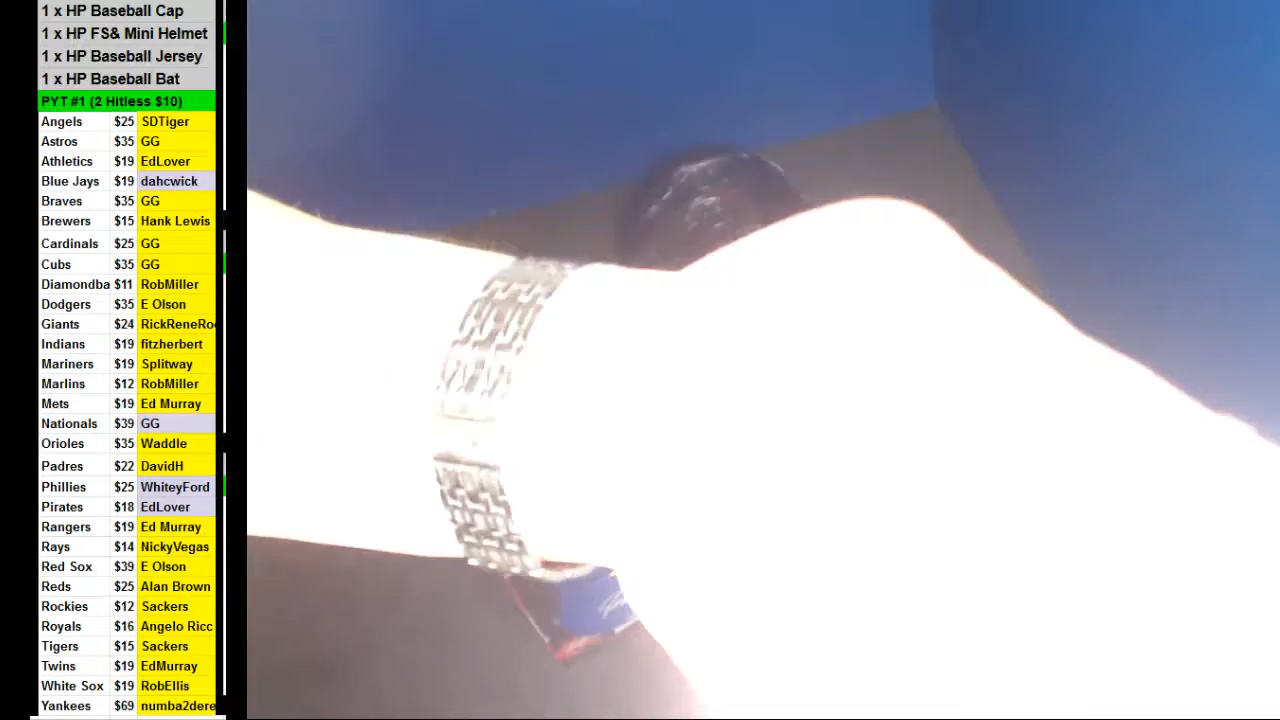 1 x HP Baseball Cap
1 x HP FS& Mini Helmet
1 x HP Baseball Jersey
1 x HP Baseball Bat
PYT #1 (2 Hitless $10)
Angels $25 SDTiger
Astros $35 GG
Athletics $19 EdLover
Blue Jays $19 dahcwick
Braves $35 GG
Brewers $15 Hank Lewis
Cardinals $25 GG
Cubs $35 GG
Diamondba $11 RobMiller
Dodgers $35 E Olson
Giants $24 RickReneRo
Indians $19 fitzherbert
Mariners $19 Splitway
Marlins $12 RobMiller
Mets $19 Ed Murray
Nationals $39 GG
Orioles $35 Waddle
Padres $22 DavidH
Phillies $25 WhiteyFord
Pirates $18 EdLover
Rangers $19 Ed Murray
Rays $14 NickyVegas
Red Sox $39 E Olson
Reds $25 Alan Brown
Rockies $12 Sackers
Royals $16 Angelo Ricc
Tigers $15 Sackers
Twins $19 EdMurray
White Sox $19 RobEllis
Yankees $69 numba2dere